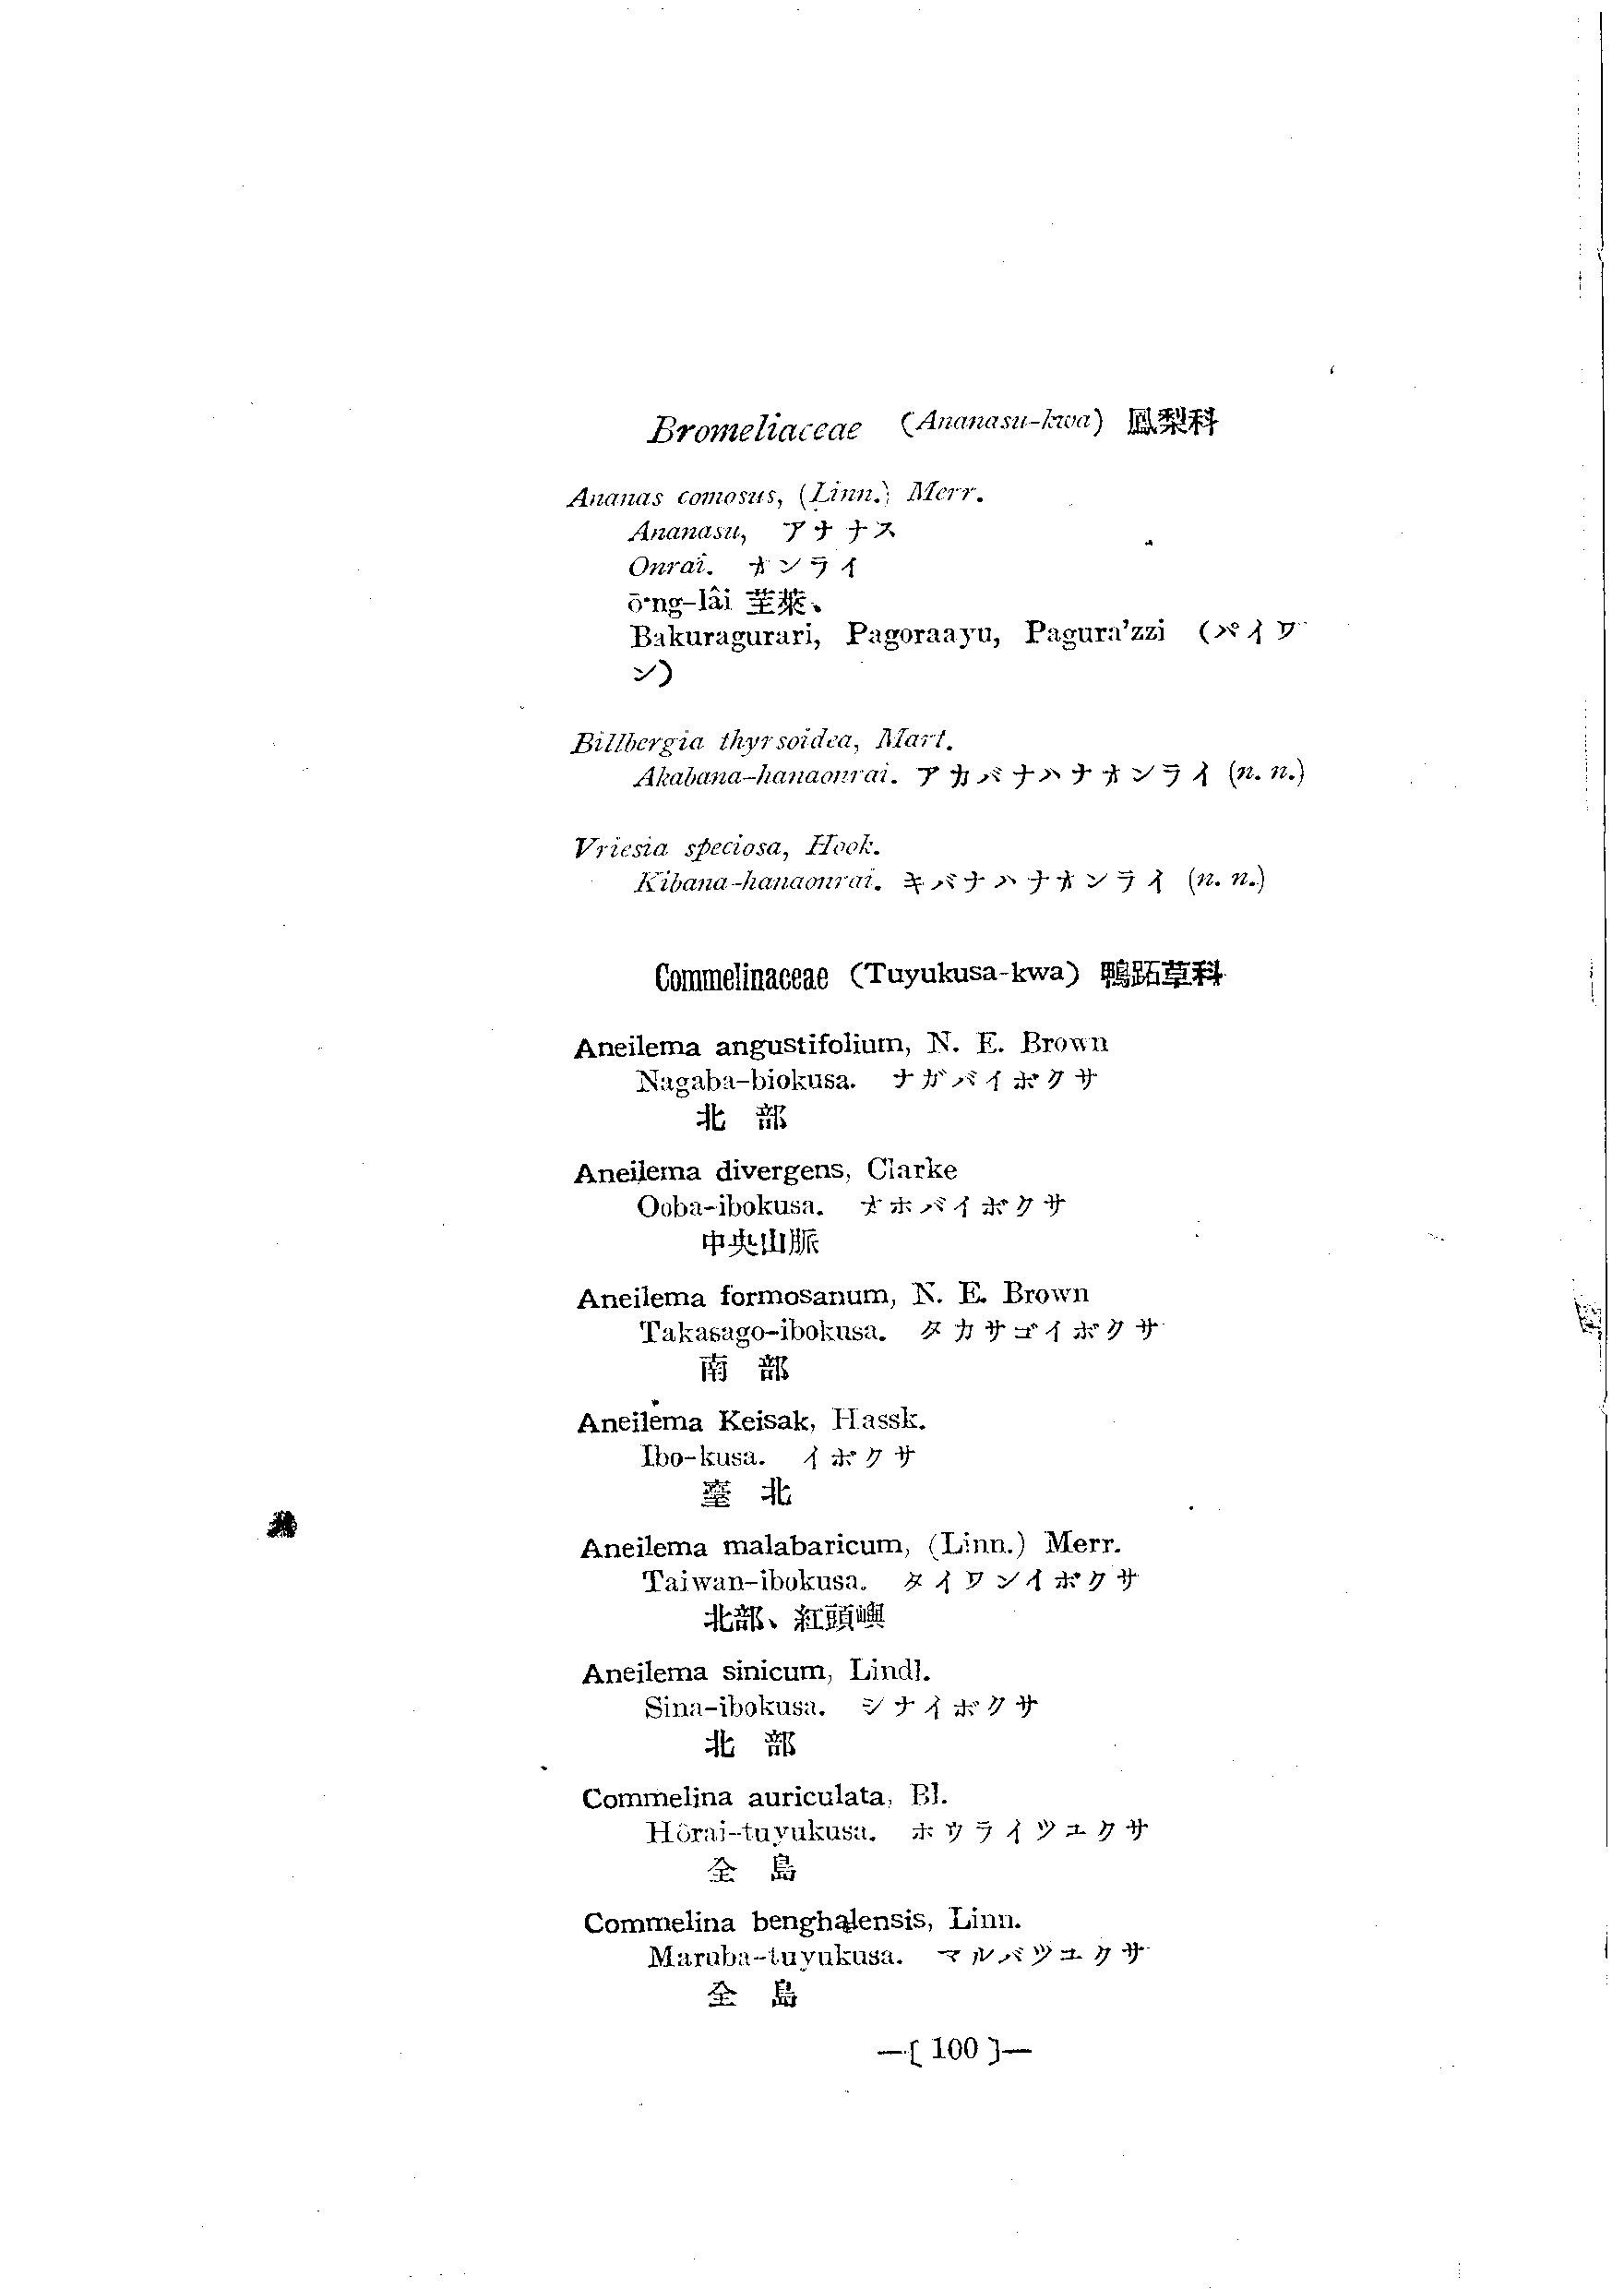 Bromeliaceae (Ananasu-kwa) 鳳梨科
Ananas comosus, (Linn.) Merr.
Ananasu, アナナス
Onrai. オンライ
ō·ng-lâi 䇦萊、
Bakuragurari, Pagoraayu, Pagura'zzi (パイワ
ン)
Billbergia thyrsoidea, Mart.
Akabana-hanaonrai. アカバナハナオンライ (n. n.)
Vriesia speciosa, Hook.
Kibana-hanaonrai. キバナハナオンライ (n. n.)
Commelinaceae (Tuyukusa-kwa) 鴨跖草科
Aneilema angustifolium, N. E. Brown
Nagaba-biokusa. ナガバイボクサ
北部
Aneilema divergens, Clarke
Ooba-ibokusa. オホバイボクサ
中央山脈
Aneilema formosanum, N. E. Brown
Takasago-ibokusa. タカサゴイボクサ
南部
Aneilema Keisak, Hassk.
Ibo-kusa. イボクサ
臺北
Aneilema malabaricum, (Linn.) Merr.
Taiwan-ibokusa. タイワンイボクサ
北部、紅頭嶼
Aneilema sinicum, Lindl.
Sina-ibokusa. シナイボクサ
北部
Commelina auriculata, Bl.
Hôrai-tuyukusa. ホウライツユクサ
全島
Commelina benghalensis, Linn.
Maruba-tuyukusa. マルバツユクサ
全島
—[ 100 ]—